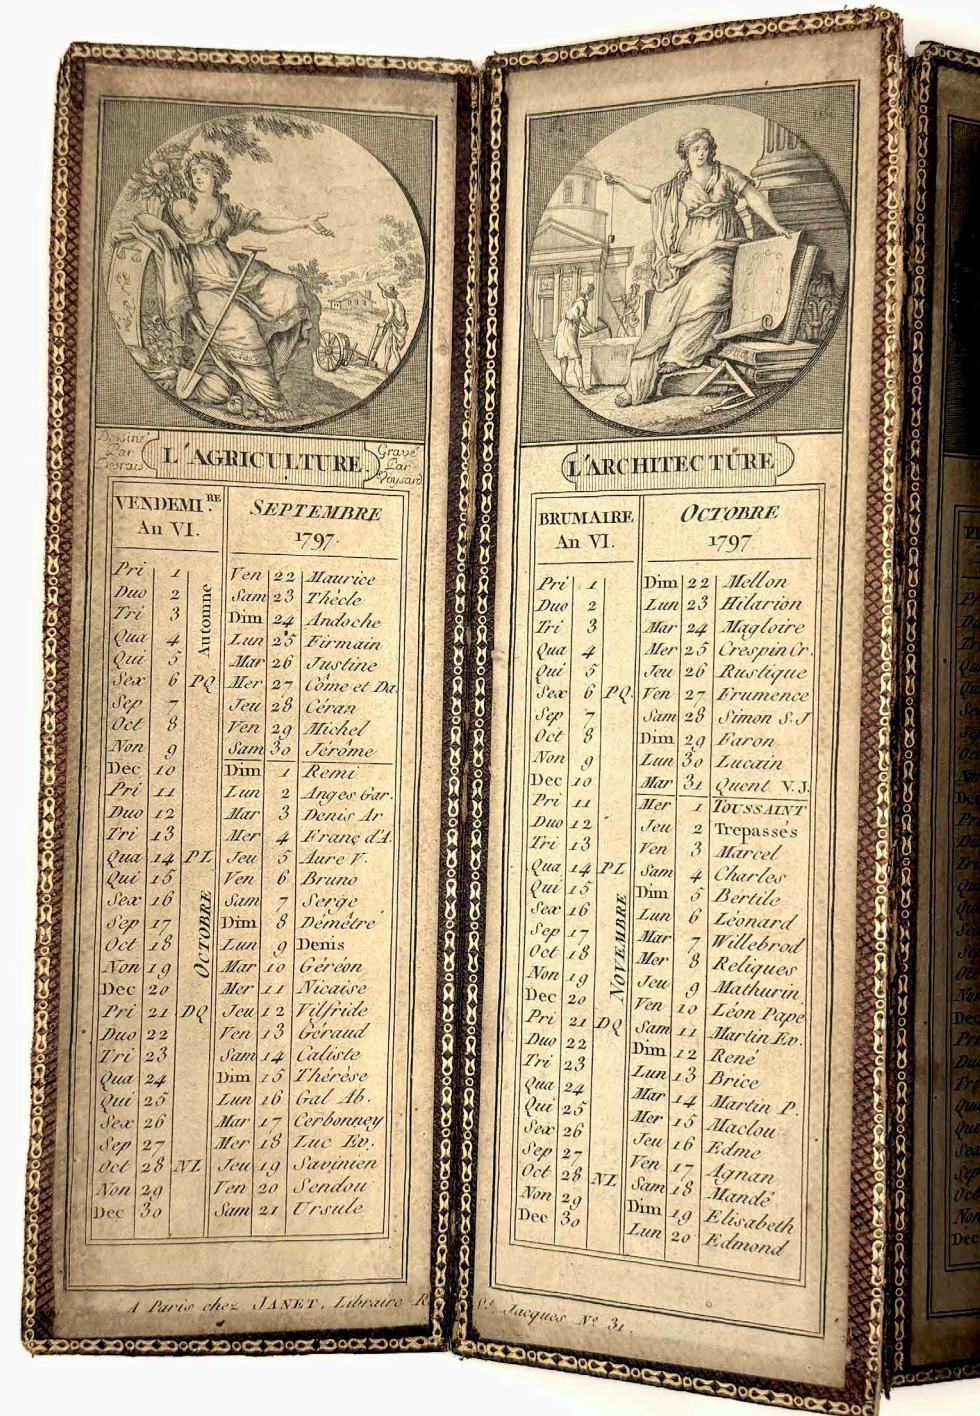 Dessiné
Par
Desrais
L'AGRICULTURE.
Gravé
Par
Voysard
VENDEMI.RE
An VI.
SEPTEMBRE
1797.
Automne
OCTOBRE
Pri 1 Ven 22 Maurice
Duo 2 Sam 23 Thécle
Tri 3 Dim 24 Andoche
Qua 4 Lun 25 Firmain
Qui 5 Mar 26 Justine
Sex 6 PQ Mer 27 Côme et Da.
Sep 7 Jeu 28 Céran
Oct 8 Ven 29 Michel
Non 9 Sam 30 Jérôme
Dec 10 Dim 1 Remi
Pri 11 Lun 2 Anges Gar.
Duo 12 Mar 3 Denis Ar
Tri 13 Mer 4 Franç d'A.
Qua 14 PL Jeu 5 Aure V.
Qui 15 Ven 6 Bruno
Sex 16 Sam 7 Serge
Sep 17 Dim 8 Démétre
Oct 18 Lun 9 Denis
Non 19 Mar 10 Géréon
Dec 20 Mer 11 Nicaise
Pri 21 DQ Jeu 12 Vilfride
Duo 22 Ven 13 Géraud
Tri 23 Sam 14 Caliste
Qua 24 Dim 15 Thérèse
Qui 25 Lun 16 Gal Ab.
Sex 26 Mar 17 Cerbonney
Sep 27 Mer 18 Luc Ev.
Oct 28 NL Jeu 19 Savinien
Non 29 Ven 20 Sendou
Dec 30 Sam 21 Ursule
A Paris chez JANET, Libraire R
L'ARCHITECTURE
BRUMAIRE
An VI.
OCTOBRE
1797
NOVEMBRE
Pri 1 Dim 22 Mellon
Duo 2 Lun 23 Hilarion
Tri 3 Mar 24 Magloire
Qua 4 Mer 25 Crespin Cr.
Qui 5 Jeu 26 Rustique
Sex 6 PQ. Ven 27 Frumence
Sep 7 Sam 28 Simon S.J
Oct 8 Dim 29 Faron
Non 9 Lun 30 Lucain
Dec 10 Mar 31 Quent V.J.
Pri 11 Mer 1 TOUSSAINT
Duo 12 Jeu 2 Trepassés
Tri 13 Ven 3 Marcel
Qua 14 PL Sam 4 Charles
Qui 15 Dim 5 Bertile
Sex 16 Lun 6 Léonard
Sep 17 Mar 7 Willebrod
Oct 18 Mer 8 Reliques
Non 19 Jeu 9 Mathurin
Dec 20 Ven 10 Léon Pape
Pri 21 DQ Sam 11 Martin Ev.
Duo 22 Dim 12 René
Tri 23 Lun 13 Brice
Qua 24 Mar 14 Martin P.
Qui 25 Mer 15 Maclou
Sex 26 Jeu 16 Edme
Sep 27 Ven 17 Agnan
Oct 28 NL Sam 18 Mandé
Non 29 Dim 19 Elisabeth
Dec 30 Lun 20 Edmond
St. Jacques No 31.